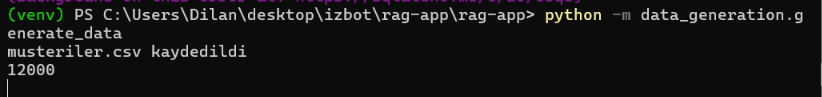 (venv) PS C:\Users\Dilan\desktop\izbot\rag-app\rag-app> python -m data_generation.g
enerate_data
musteriler.csv kaydedildi
12000